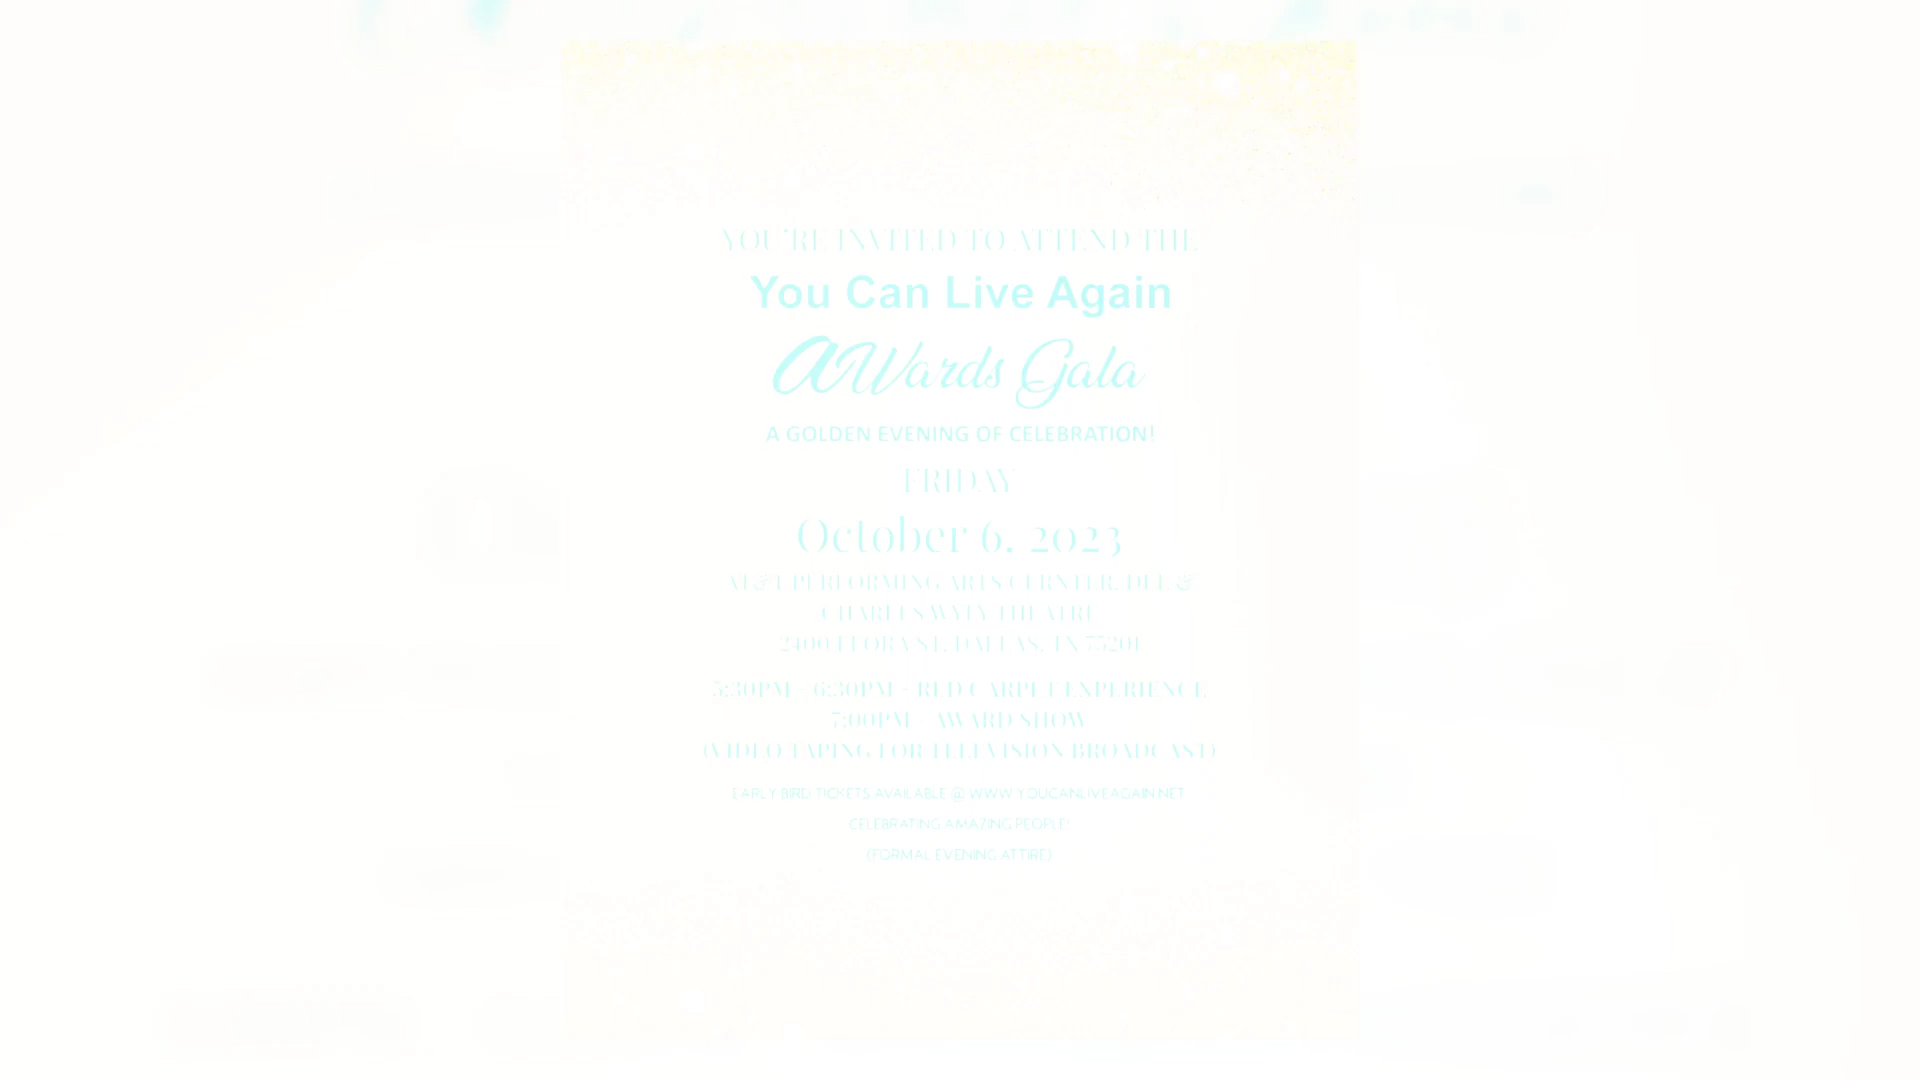 YOU'RE INVITED TO ATTEND THE
You Can Live Again
AWards Gala
A GOLDEN EVENING OF CELEBRATION!
FRIDAY
October 6, 2023
AT&T PERFORMING ARTS CERNTER, DEE &
CHARLES WYLY THEATRE
2400 FLORA ST, DALLAS, TX 75201
5:30PM - 6:30PM - RED CARPET EXPERIENCE
7:00PM - AWARD SHOW
(VIDEO TAPING FOR TELEVISION BROADCAST)
EARLY BIRD TICKETS AVAILABLE @ WWW.YOUCANLIVEAGAIN.NET
CELEBRATING AMAZING PEOPLE!
(FORMAL EVENING ATTIRE)